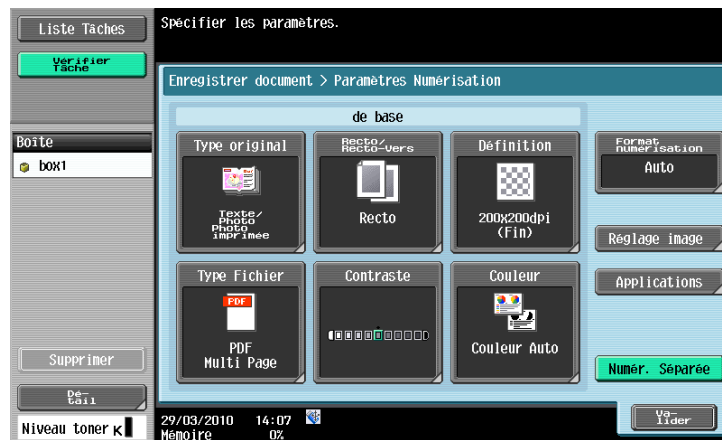 Liste Tâches
Spécifier les paramètres.
Vérifier
Tâche
Enregistrer document > Paramètres Numérisation
de base
Boîte
box1
Type original
Texte/
Photo
Photo
imprimée
Recto/
Recto-Vers
Recto
Définition
200X200dpi
(Fin)
Format
numérisation
Auto
Réglage image
Type Fichier
PDF
PDF
Multi Page
Contraste
Couleur
Couleur Auto
Applications
Supprimer
Numér. Séparée
Dé-
tail
Niveau toner K
29/03/2010 14:07
Mémoire 0%
Va-
lider